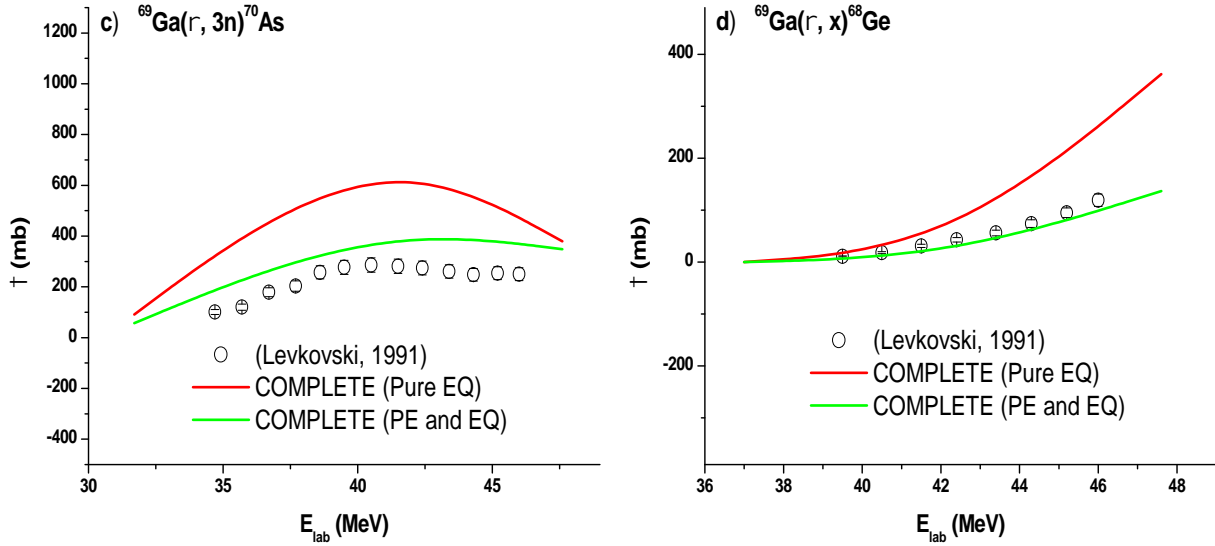 c) ⁶⁹Ga(r, 3n)⁷⁰As
1200
1000
800
600
400
200
0
-200
-400
† (mb)
(Levkovski, 1991)
COMPLETE (Pure EQ)
COMPLETE (PE and EQ)
30 35 40 45
E_lab (MeV)
d) ⁶⁹Ga(r, x)⁶⁸Ge
400
200
0
-200
† (mb)
(Levkovski, 1991)
COMPLETE (Pure EQ)
COMPLETE (PE and EQ)
36 38 40 42 44 46 48
E_lab (MeV)